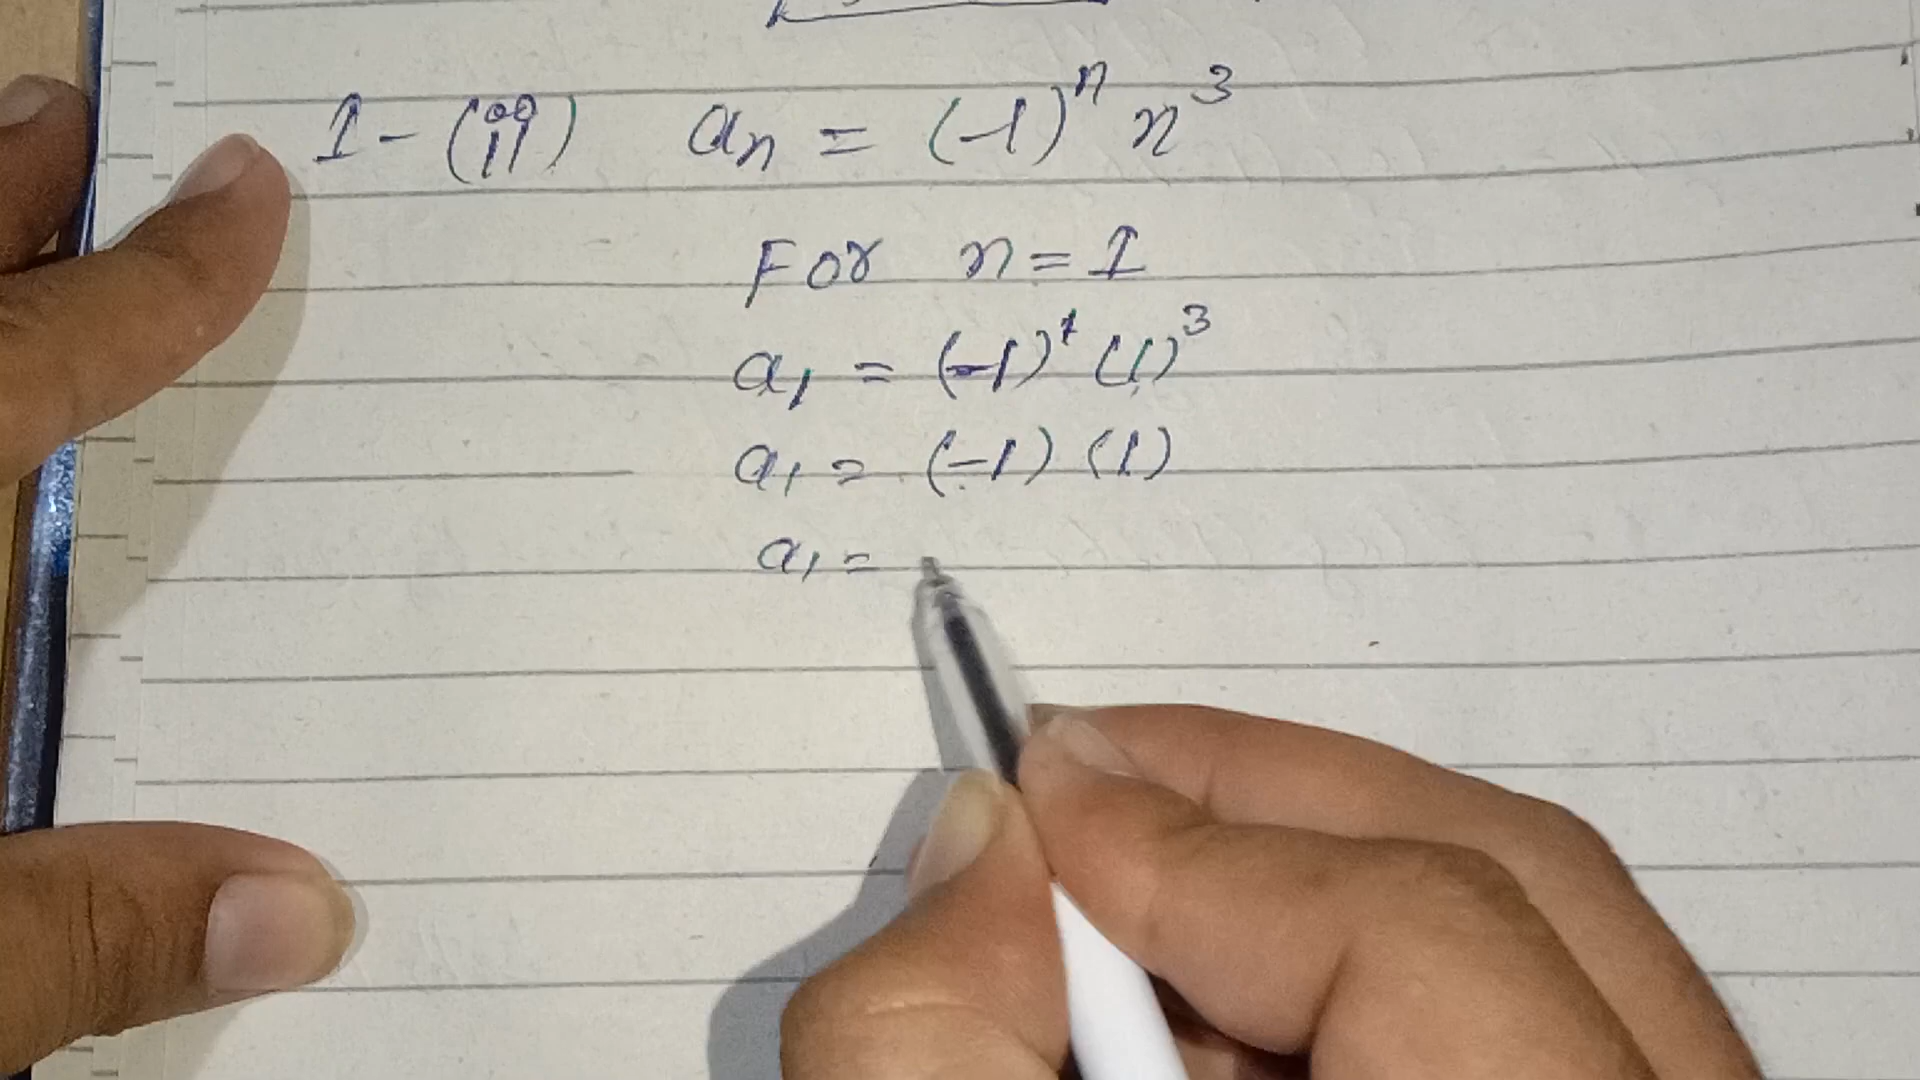 1-(ii) aₙ = (-1)ⁿ n³
For n = 1
a₁ = (-1)¹ (1)³
a₁ = (-1) (1)
a₁ =